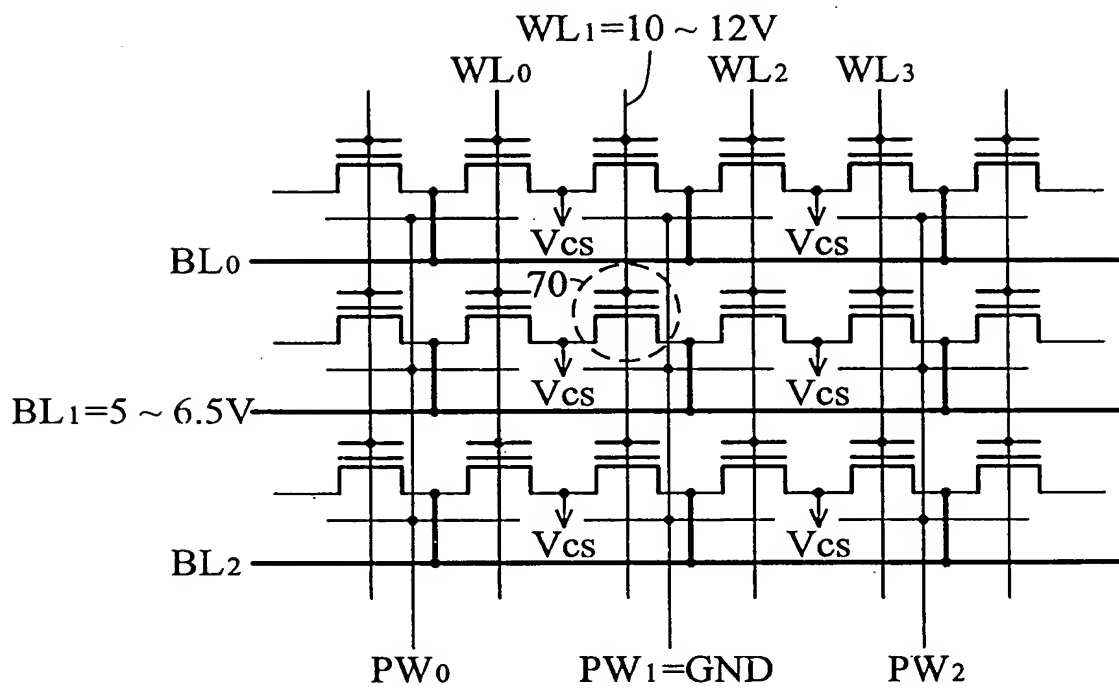 WL1=10 ~ 12V
WL0 WL2 WL3
Vcs Vcs
BL0
70
Vcs Vcs
BL1=5 ~ 6.5V
Vcs Vcs
BL2
PW0 PW1=GND PW2